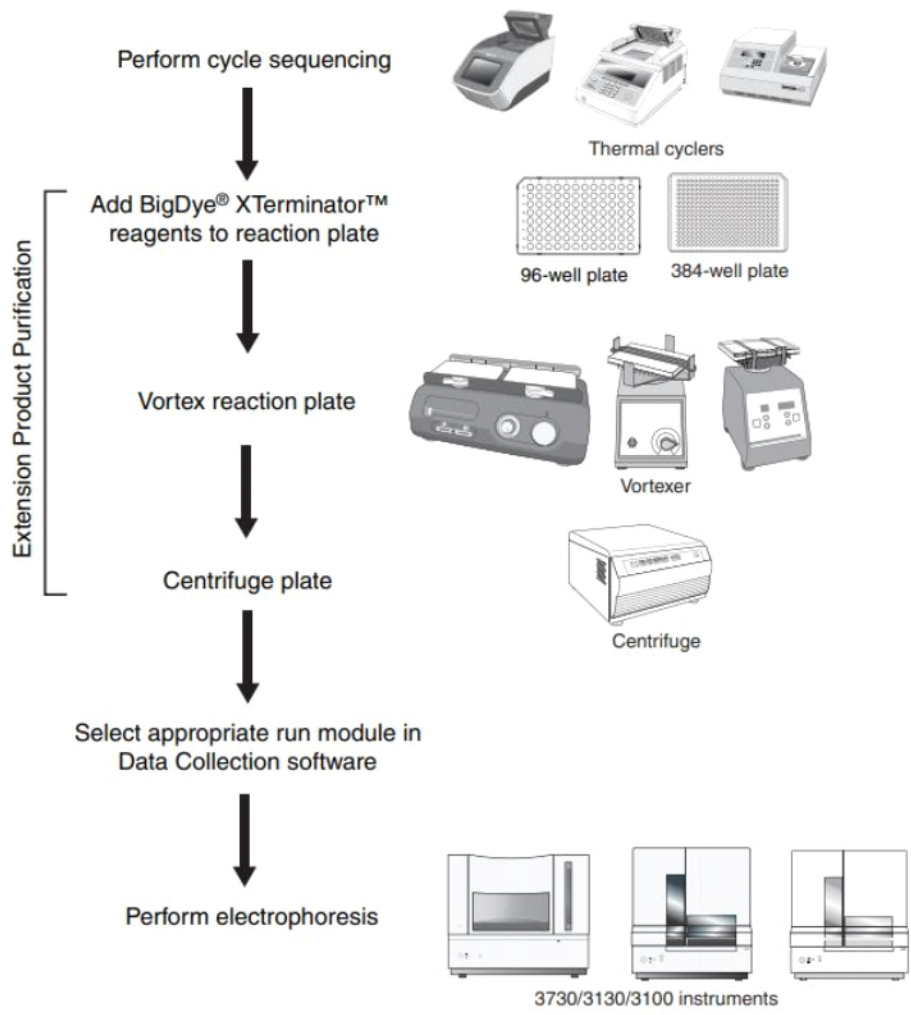 Perform cycle sequencing
Thermal cyclers
Extension Product Purification
Add BigDye® XTerminator™
reagents to reaction plate
96-well plate
384-well plate
Vortex reaction plate
Vortexer
Centrifuge plate
Centrifuge
Select appropriate run module in
Data Collection software
Perform electrophoresis
3730/3130/3100 instruments